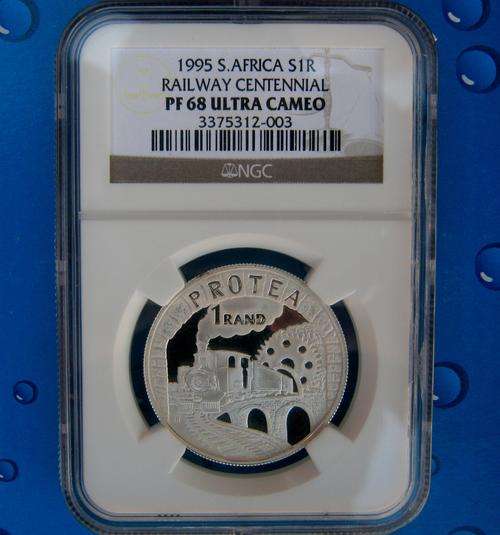 1995 S.AFRICA S1R
RAILWAY CENTENNIAL
PF 68 ULTRA CAMEO
3375312-003
NGC
PROTEA
1 RAND